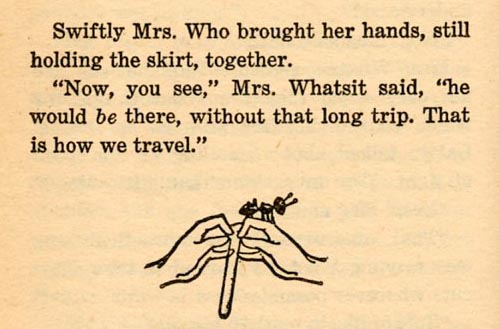 Swiftly Mrs. Who brought her hands, still
holding the skirt, together.
"Now, you see," Mrs. Whatsit said, "he
would be there, without that long trip. That
is how we travel."